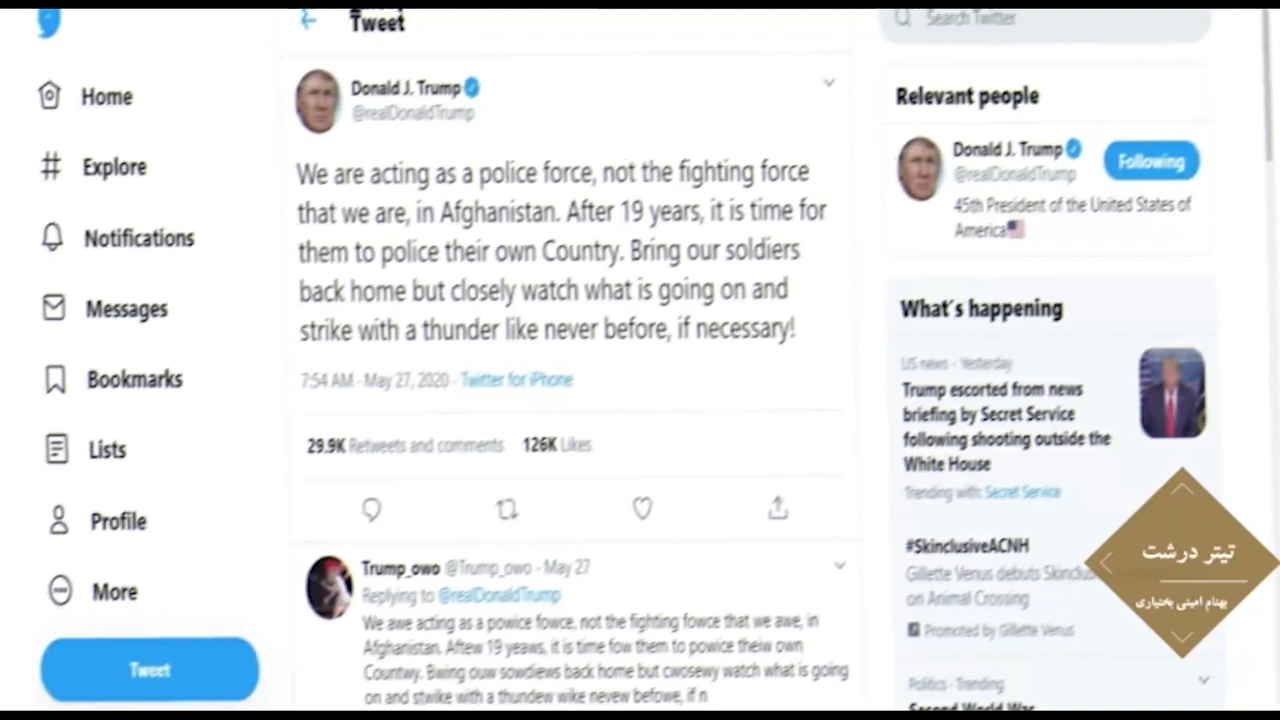 Tweet
Search Twitter
Home
Explore
Notifications
Messages
Bookmarks
Lists
Profile
More
Tweet
Donald J. Trump
@realDonaldTrump
We are acting as a police force, not the fighting force
that we are, in Afghanistan. After 19 years, it is time for
them to police their own Country. Bring our soldiers
back home but closely watch what is going on and
strike with a thunder like never before, if necessary!
7:54 AM · May 27, 2020 · Twitter for iPhone
29.9K Retweets and comments 126K Likes
Trump_owo @Trump_owo · May 27
Replying to @realDonaldTrump
We awe acting as a powice fowce, not the fighting fowce that we awe, in
Afghanistan. Aftew 19 yeaws, it is time fow them to powice theiw own
Countwy. Bwing ouw sowdiews back home but cwosewy watch what is going
on and stwike with a thundew wike nevew befowe, if n
Relevant people
Donald J. Trump
@realDonaldTrump
Following
45th President of the United States of
America
What's happening
US news · Yesterday
Trump escorted from news
briefing by Secret Service
following shooting outside the
White House
Trending with: Secret Service
#SkinclusiveACNH
Gillette Venus debuts Skinclus
on Animal Crossing
Promoted by Gillette Venus
Politics · Trending
Second World War
تیتر درشت
بهنام امینی بختیاری